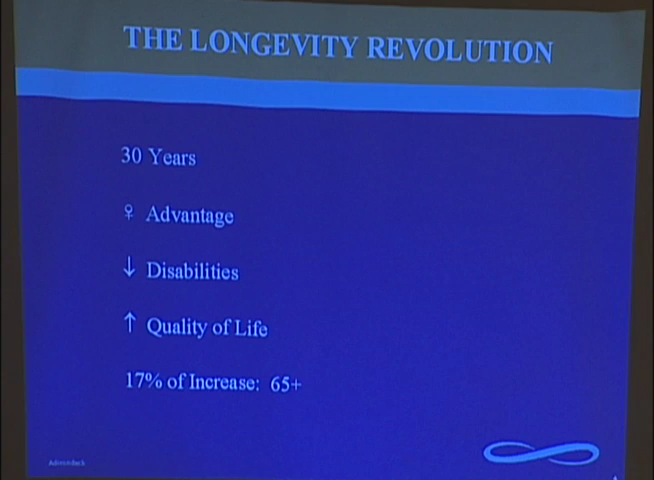 THE LONGEVITY REVOLUTION
30 Years
♀ Advantage
↓ Disabilities
↑ Quality of Life
17% of Increase: 65+